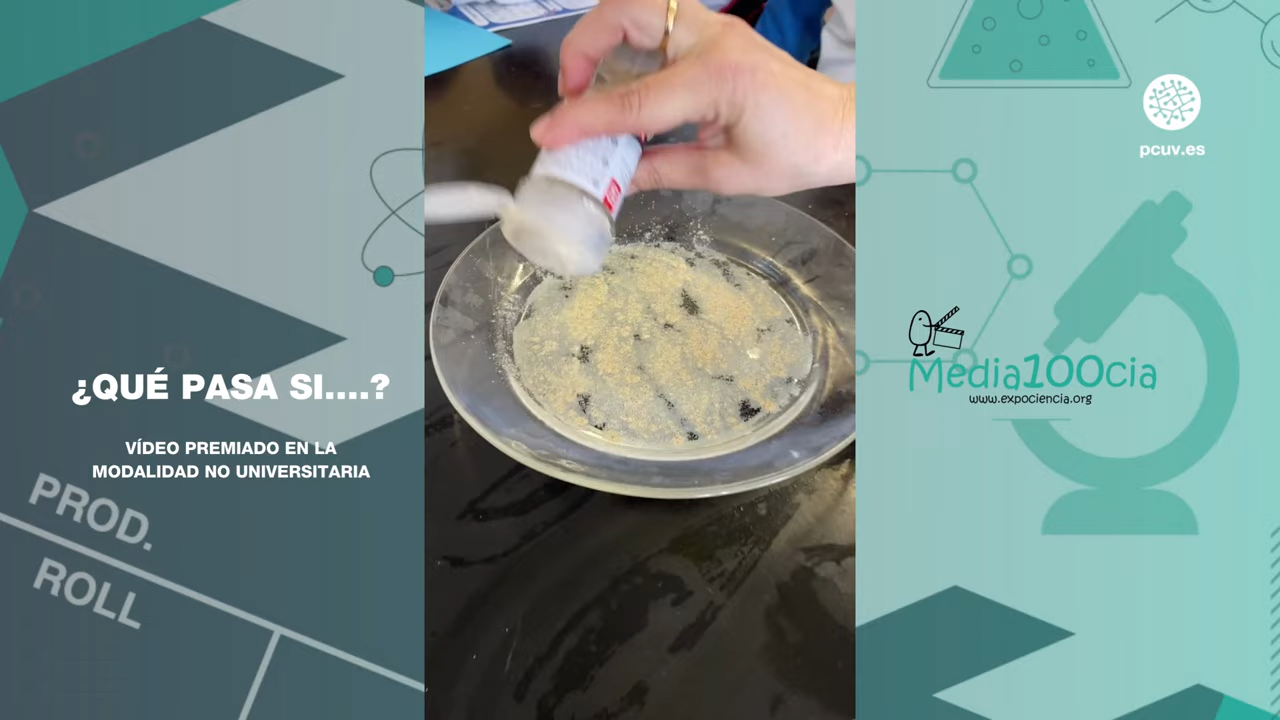 ¿QUÉ PASA SI....?
VÍDEO PREMIADO EN LA
MODALIDAD NO UNIVERSITARIA
PROD.
ROLL
pcuv.es
Media100cia
www.expociencia.org